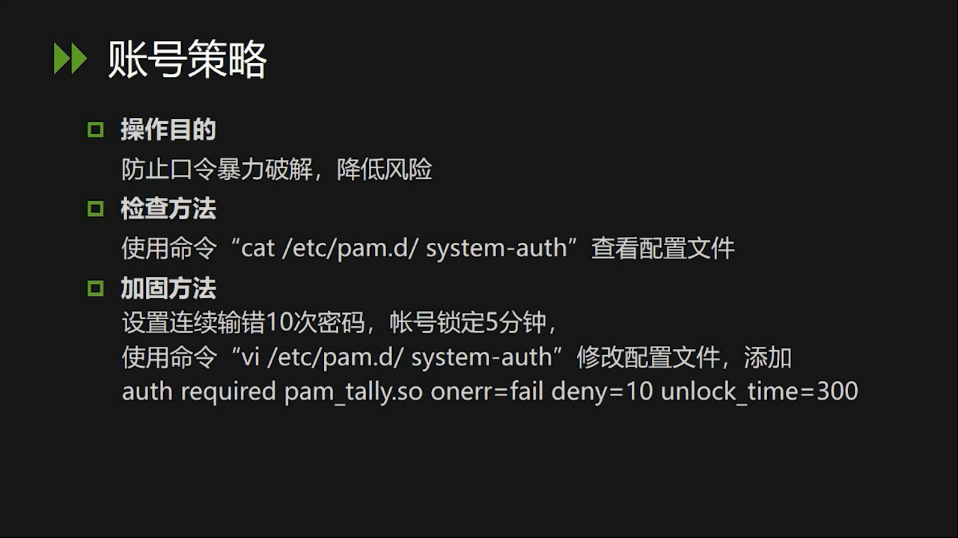 账号策略
操作目的
防止口令暴力破解，降低风险
检查方法
使用命令“cat /etc/pam.d/ system-auth”查看配置文件
加固方法
设置连续输错10次密码，帐号锁定5分钟，
使用命令“vi /etc/pam.d/ system-auth”修改配置文件，添加
auth required pam_tally.so onerr=fail deny=10 unlock_time=300